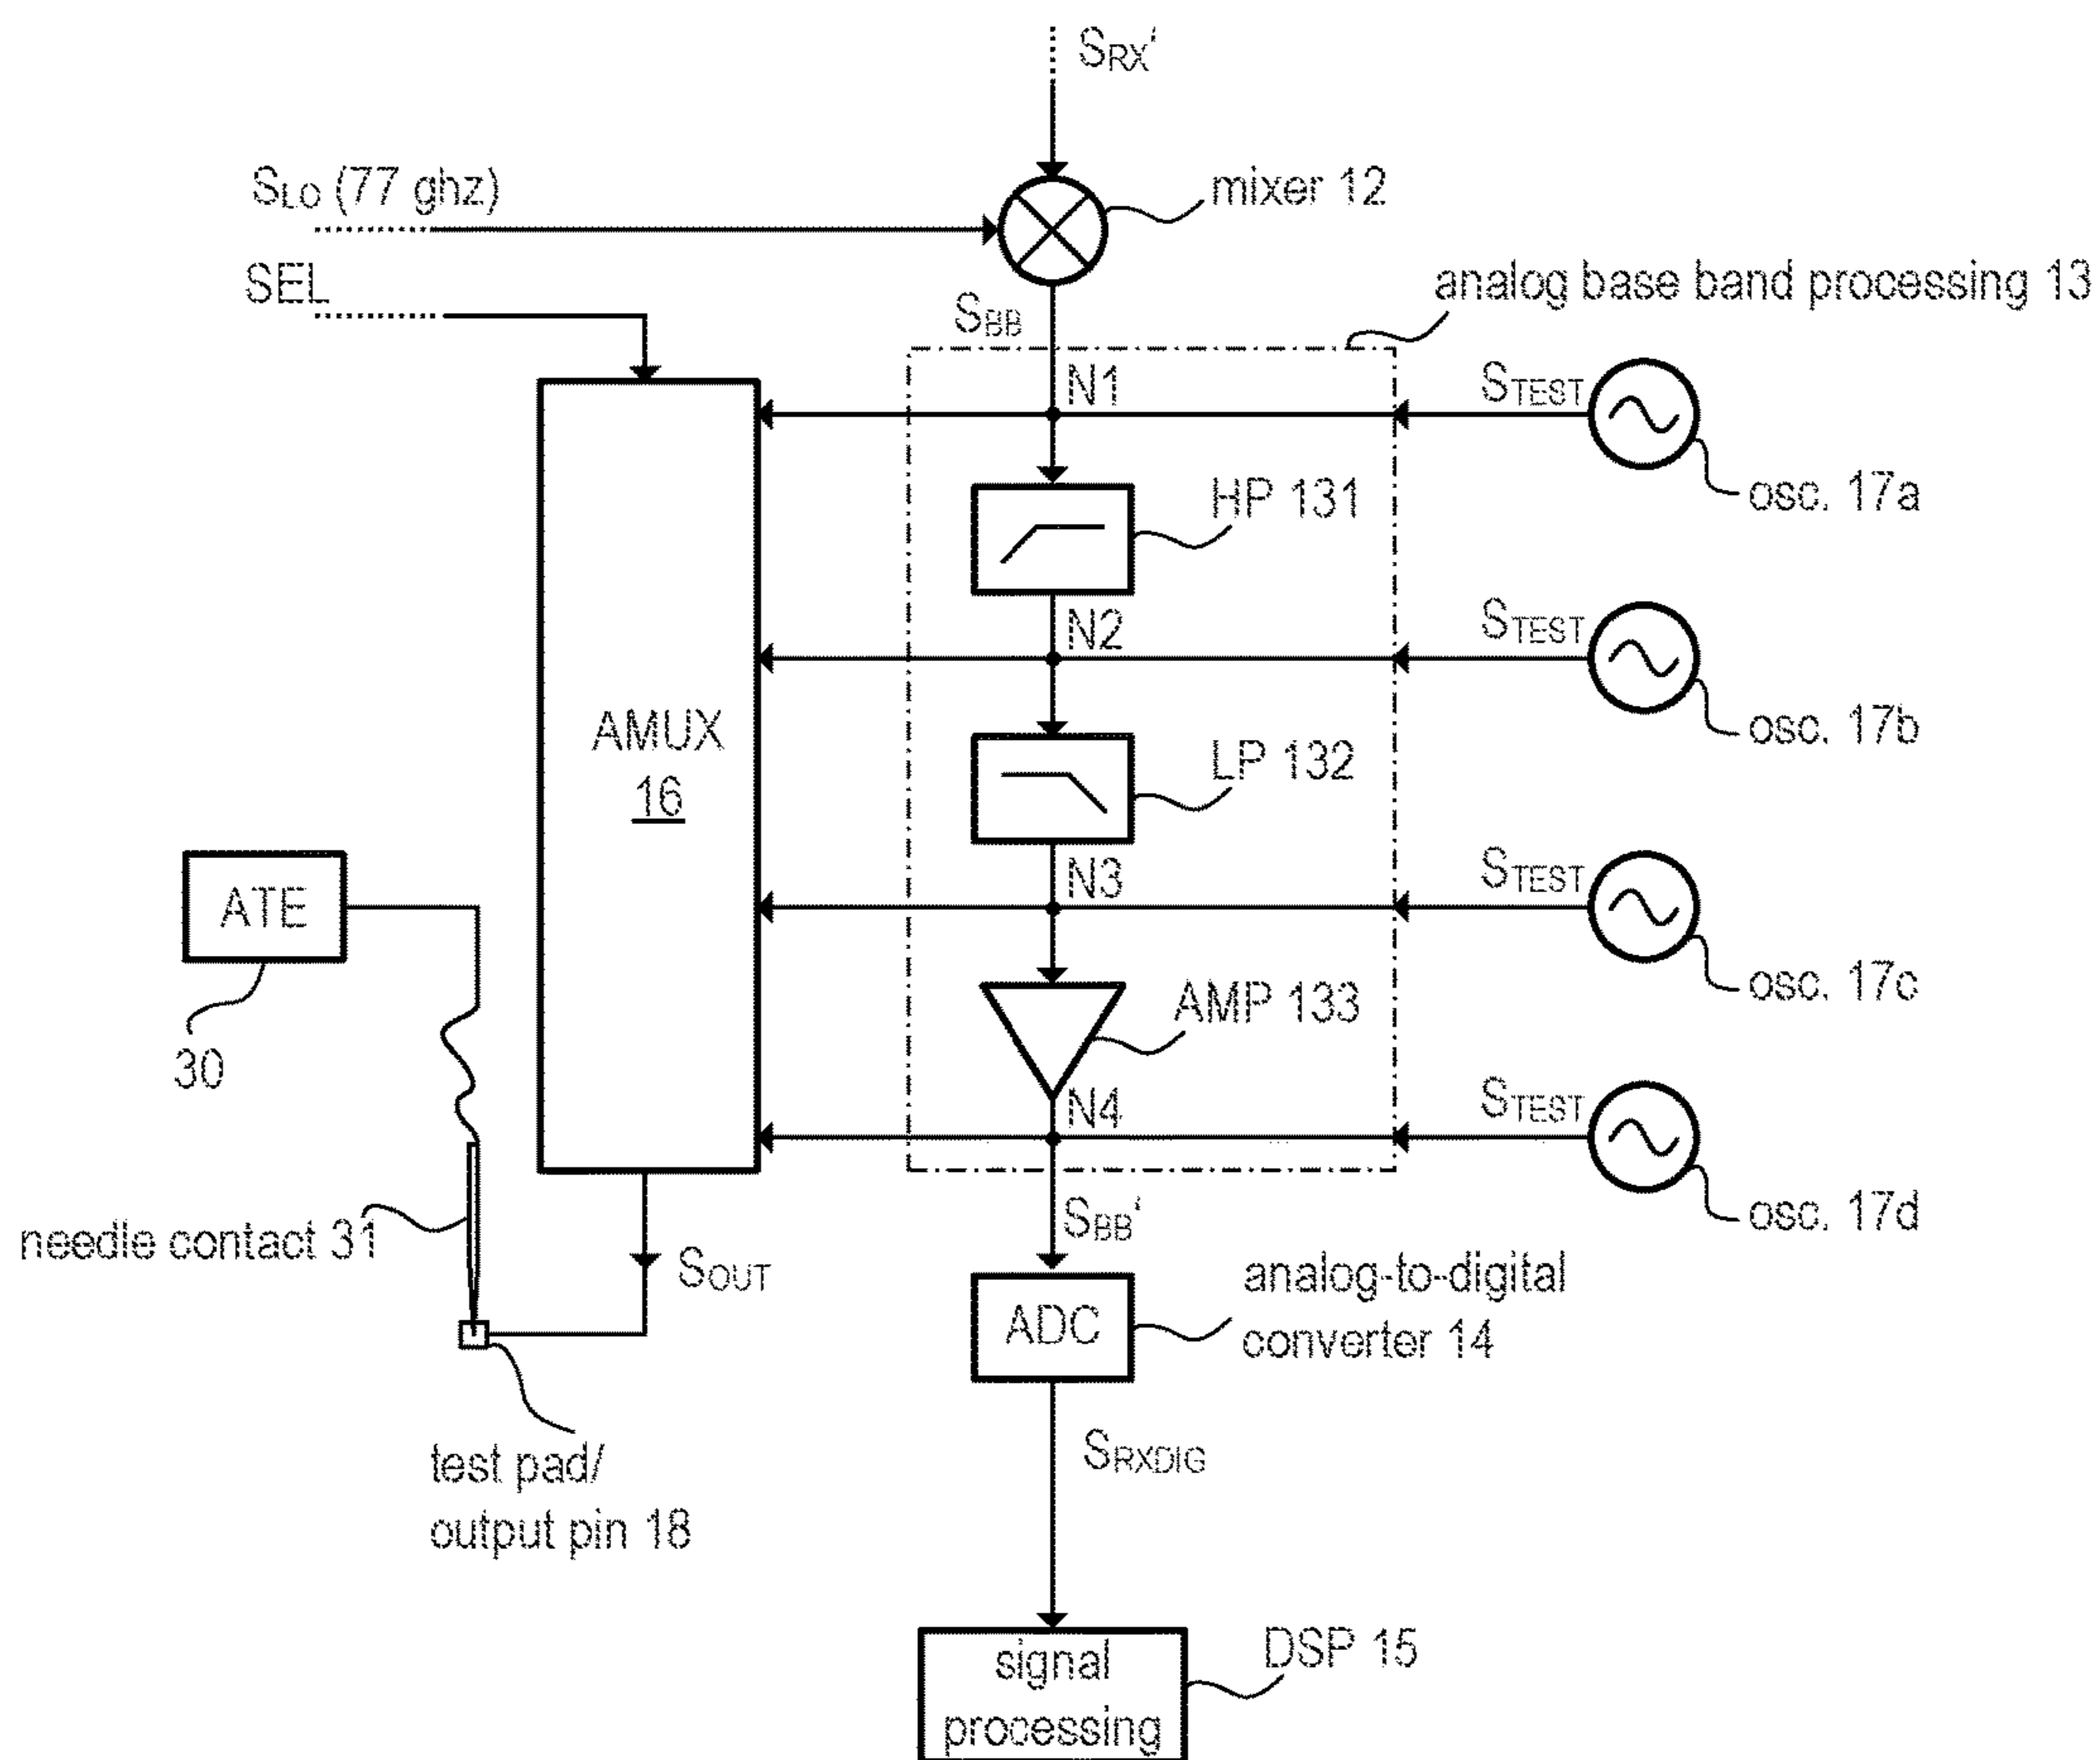 SRX'
SLO (77 ghz)
mixer 12
SEL
analog base band processing 13
SBB
N1
STEST
osc. 17a
HP 131
N2
STEST
osc. 17b
AMUX
16
LP 132
ATE
N3
STEST
osc. 17c
30
AMP 133
N4
STEST
osc. 17d
needle contact 31
SOUT
SBB'
ADC
analog-to-digital
converter 14
test pad/
output pin 18
SRXDIG
signal
processing
DSP 15